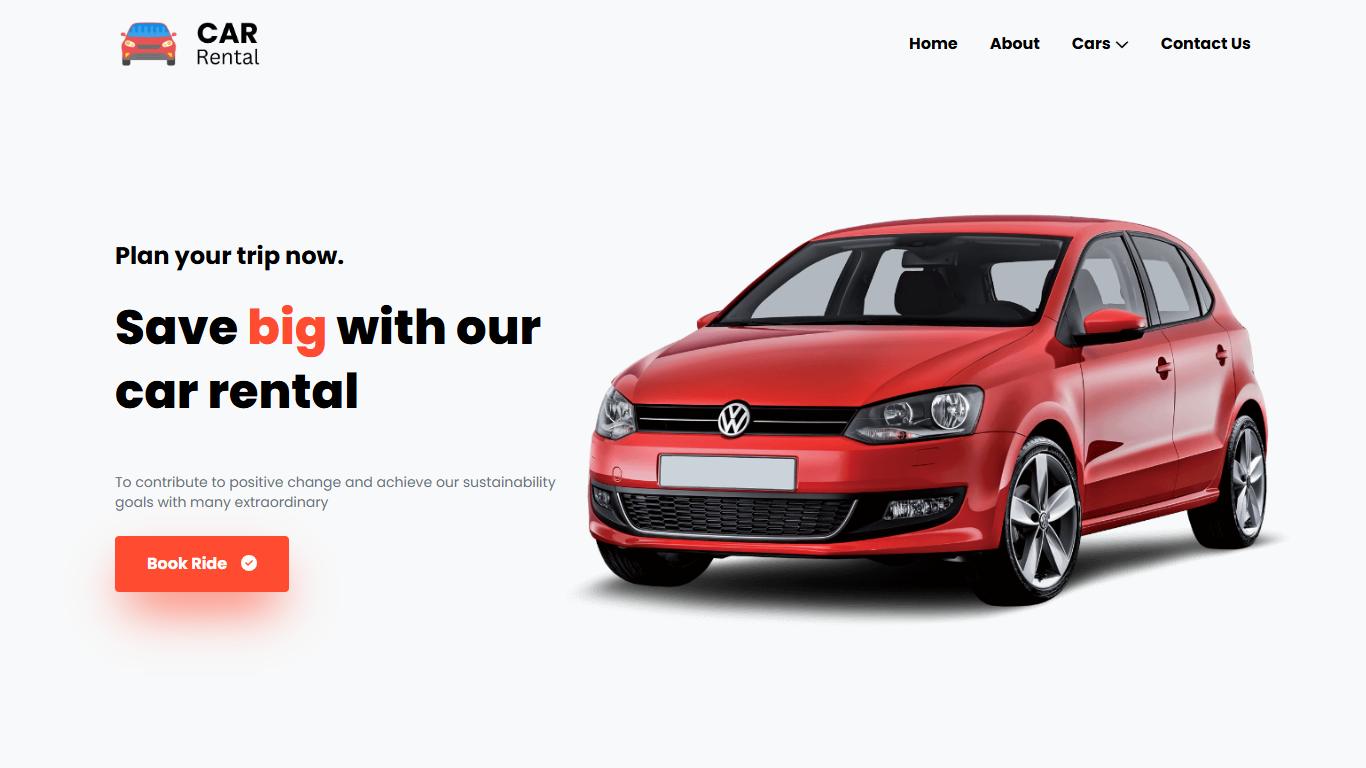 CAR
Rental
Home
About
Cars
Contact Us
Plan your trip now.
Save big with our
car rental
To contribute to positive change and achieve our sustainability
goals with many extraordinary
Book Ride